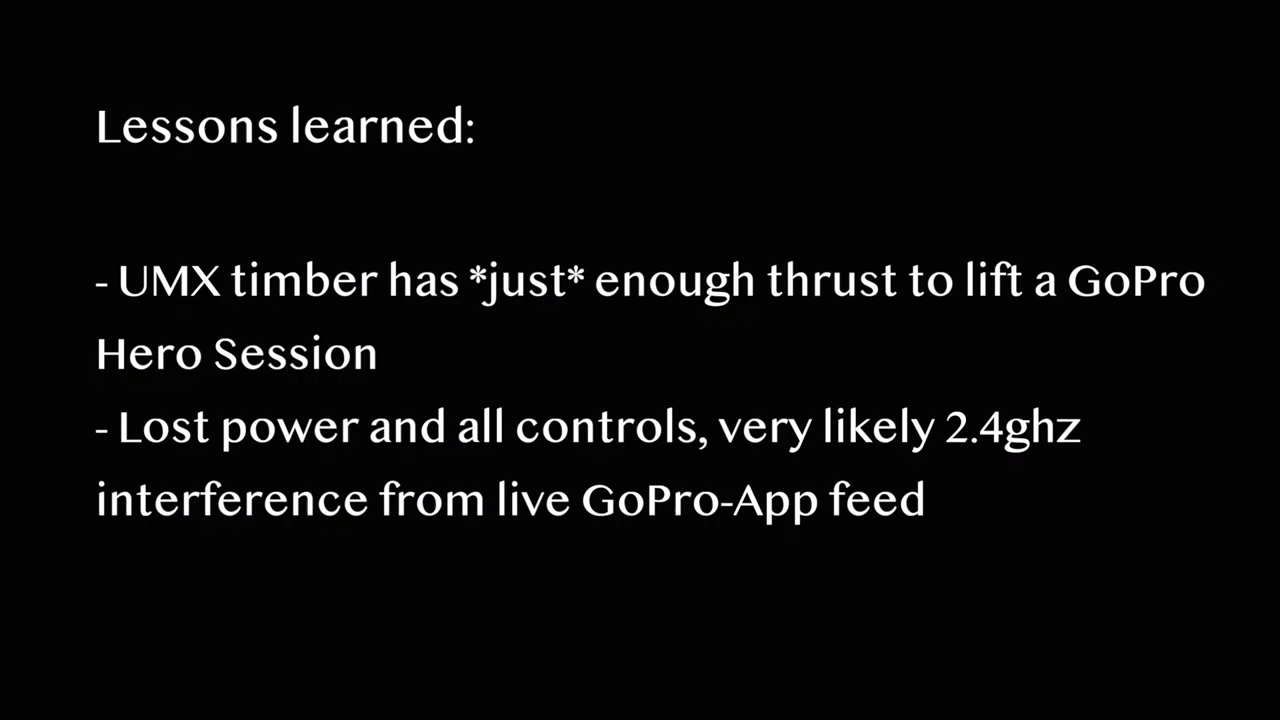 Lessons learned:
- UMX timber has *just* enough thrust to lift a GoPro
Hero Session
- Lost power and all controls, very likely 2.4ghz
interference from live GoPro-App feed